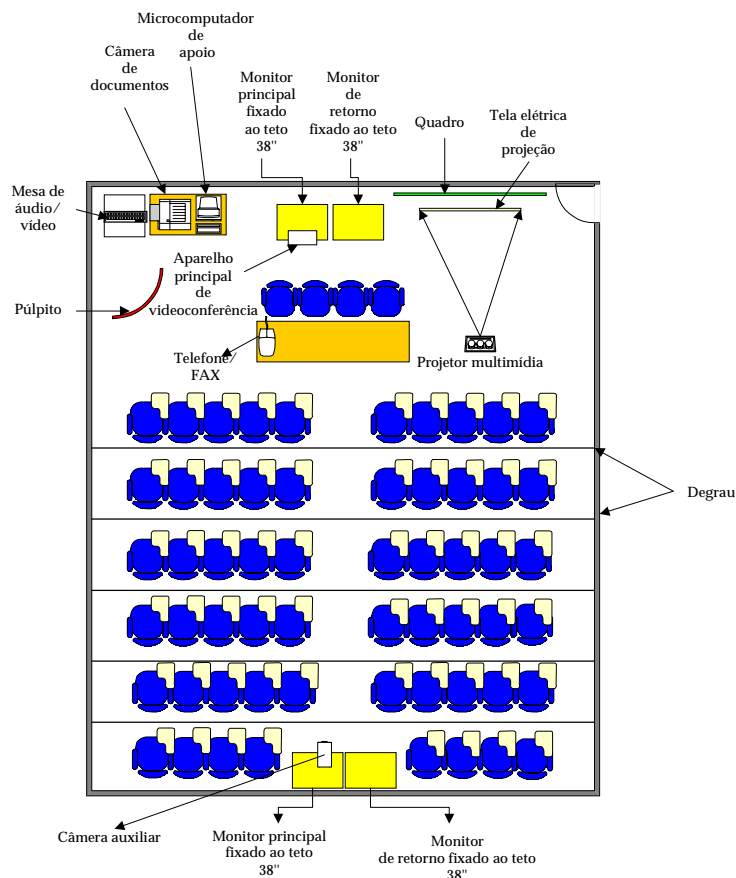 Microcomputador
de
apoio
Câmera
de
documentos
Monitor
principal
fixado
ao teto
38"
Monitor
de
retorno
fixado ao teto
38"
Quadro
Tela elétrica
de
projeção
Mesa de
áudio/
vídeo
Aparelho
principal
de
videoconferência
Púlpito
Telefone/
FAX
Projetor multimídia
Degrau
Câmera auxiliar
Monitor principal
fixado ao teto
38"
Monitor
de retorno fixado ao teto
38"